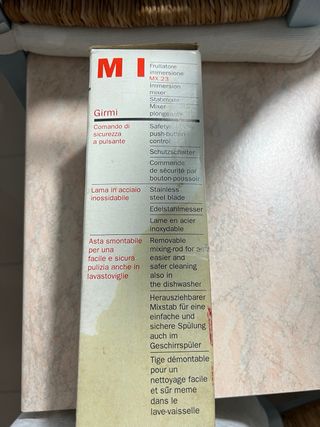 M I
Frullatore
immersione
MX 23
Immersion
mixer
Stabmixer
Mixer
plongeant
Girmi
Comando di
sicurezza
a pulsante
Safety
push-button
control
Schutzschalter
Commande
de sécurité par
bouton-poussoir
Lama in acciaio
inossidabile
Stainless
steel blade
Edelstahlmesser
Lame en acier
inoxydable
Asta smontabile
per una
facile e sicura
pulizia anche in
lavastoviglie
Removable
mixing-rod for an
easier and
safer cleaning
also in
the dishwasher
Herausziehbarer
Mixstab für eine
einfache und
sichere Spülung
auch im
Geschirrspüler
Tige démontable
pour un
nettoyage facile
et sûr meme
dans le
lave-vaisselle